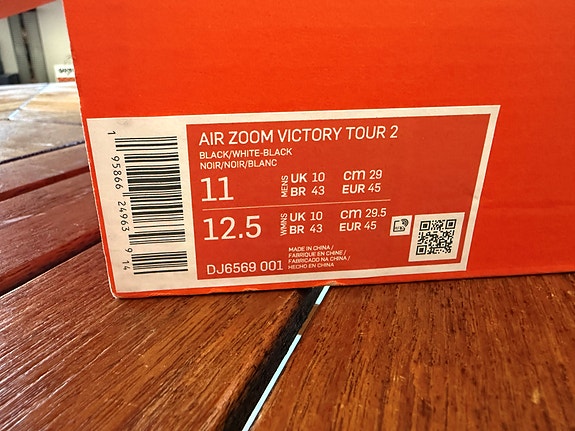 AIR ZOOM VICTORY TOUR 2
BLACK/WHITE-BLACK
NOIR/NOIR/BLANC
11 MENS UK 10 CM 29
BR 43 EUR 45
12.5 WMNS UK 10 CM 29.5
BR 43 EUR 45
DJ6569 001
MADE IN CHINA /
FABRIQUE EN CHINE /
FABRICADO NA CHINA /
HECHO EN CHINA
1 95866 24963 9 14